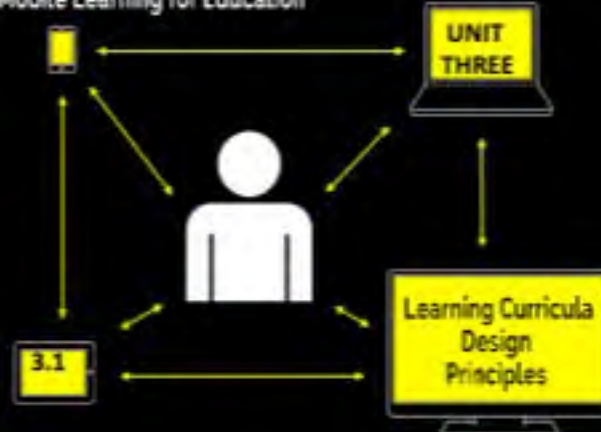 Mobile Learning for Education
UNIT
THREE
3.1
Learning Curricula
Design
Principles